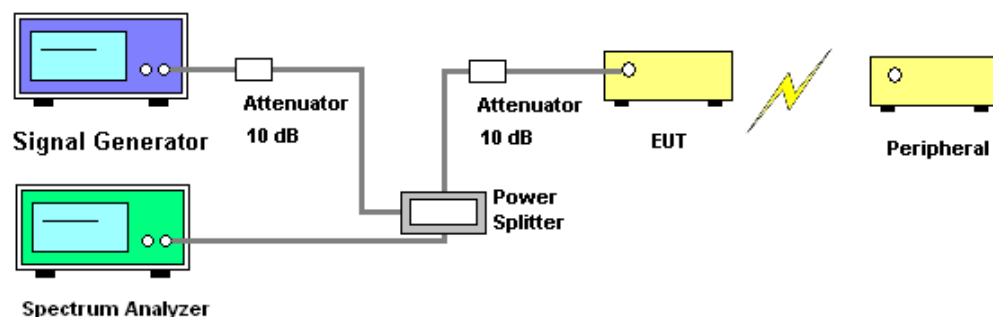 Attenuator
10 dB
Signal Generator
Attenuator
10 dB
EUT
Peripheral
Power
Splitter
Spectrum Analyzer